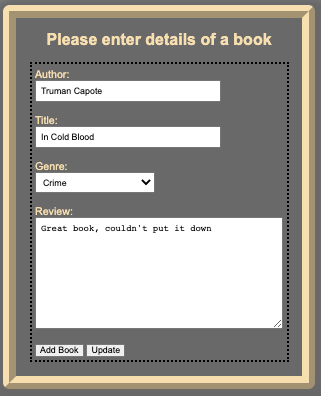 Please enter details of a book
Author:
Truman Capote
Title:
In Cold Blood
Genre:
Crime
Review:
Great book, couldn't put it down
Add Book Update